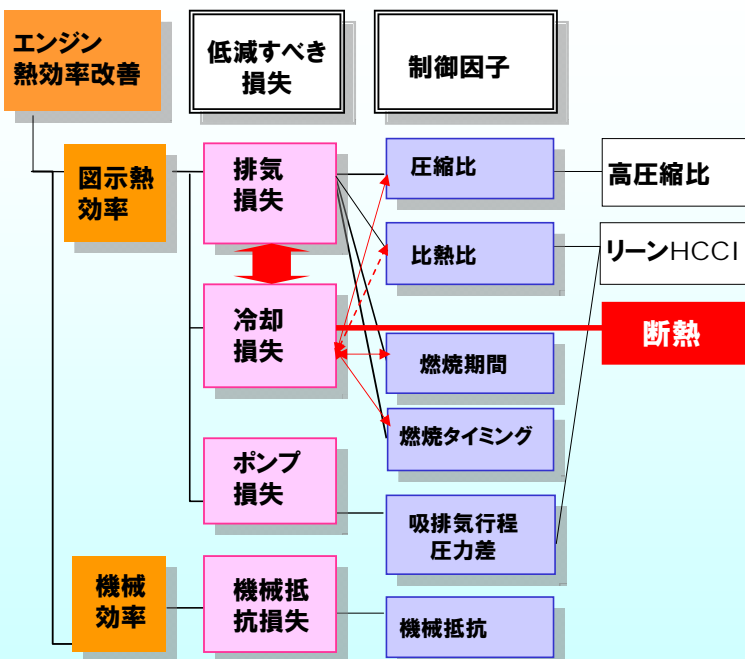 エンジン
熱効率改善
低減すべき
損失
制御因子
図示熱
効率
排気
損失
圧縮比
高圧縮比
比熱比
リーンHCCI
冷却
損失
断熱
燃焼期間
燃焼タイミング
ポンプ
損失
吸排気行程
圧力差
機械
効率
機械抵
抗損失
機械抵抗